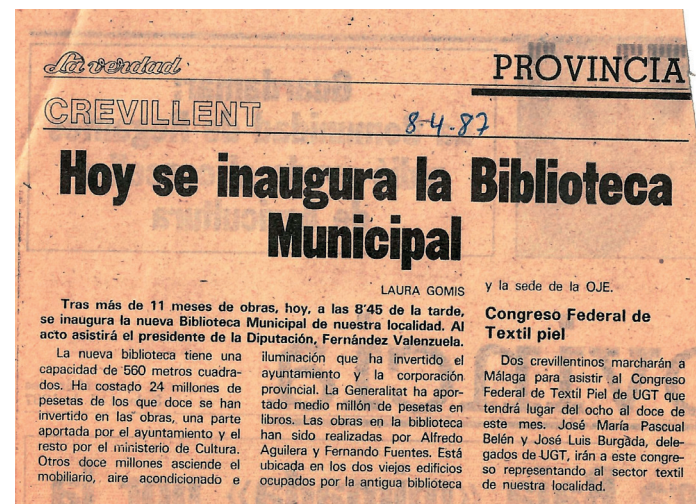 La verdad
PROVINCIA
CREVILLENT
8-4-87
Hoy se inaugura la Biblioteca
Municipal
LAURA GOMIS
Tras más de 11 meses de obras, hoy, a las 8'45 de la tarde,
se inaugura la nueva Biblioteca Municipal de nuestra localidad. Al
acto asistirá el presidente de la Diputación, Fernández Valenzuela.
La nueva biblioteca tiene una
capacidad de 560 metros cuadra-
dos. Ha costado 24 millones de
pesetas de los que doce se han
invertido en las obras, una parte
aportada por el ayuntamiento y el
resto por el ministerio de Cultura.
Otros doce millones asciende el
mobiliario, aire acondicionado e
iluminación que ha invertido el
ayuntamiento y la corporación
provincial. La Generalitat ha apor-
tado medio millón de pesetas en
libros. Las obras en la biblioteca
han sido realizadas por Alfredo
Aguilera y Fernando Fuentes. Está
ubicada en los dos viejos edificios
ocupados por la antigua biblioteca
y la sede de la OJE.
Congreso Federal de
Textil piel
Dos crevillentinos marcharán a
Málaga para asistir al Congreso
Federal de Textil Piel de UGT que
tendrá lugar del ocho al doce de
este mes. José María Pascual
Belén y José Luis Burgada, dele-
gados de UGT, irán a este congre-
so representando al sector textil
de nuestra localidad.